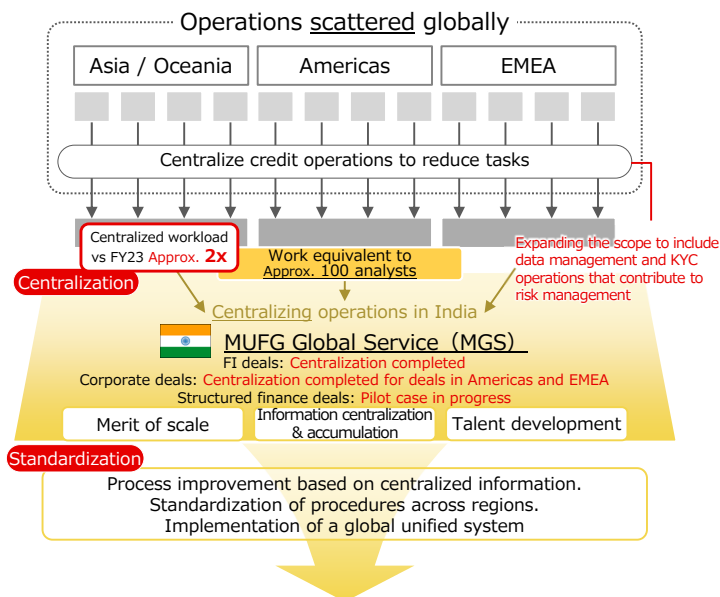 Operations scattered globally
Asia / Oceania
Americas
EMEA
Centralize credit operations to reduce tasks
Centralized workload
vs FY23 Approx. 2x
Work equivalent to
Approx. 100 analysts
Expanding the scope to include
data management and KYC
operations that contribute to
risk management
Centralization
Centralizing operations in India
MUFG Global Service（MGS）
FI deals: Centralization completed
Corporate deals: Centralization completed for deals in Americas and EMEA
Structured finance deals: Pilot case in progress
Merit of scale
Information centralization
& accumulation
Talent development
Standardization
Process improvement based on centralized information.
Standardization of procedures across regions.
Implementation of a global unified system